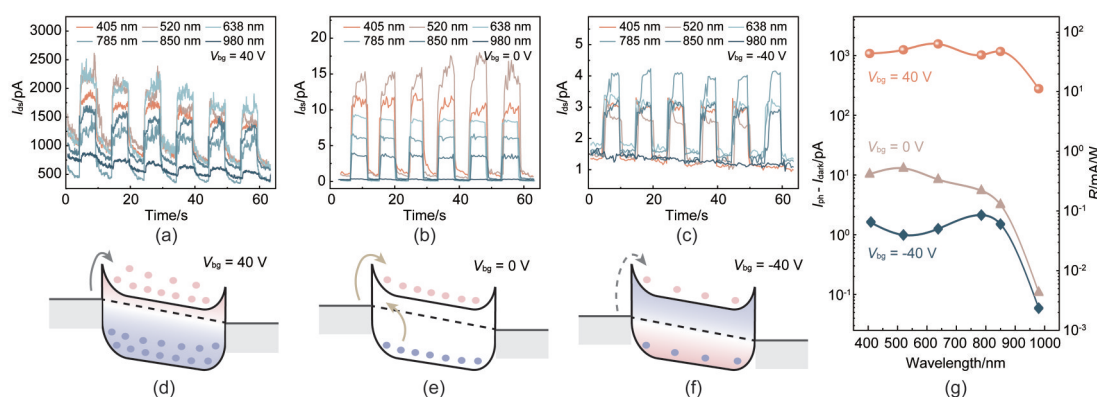 405 nm 520 nm 638 nm
785 nm 850 nm 980 nm
Vbg = 40 V
3000
2500
2000
1500
1000
500
Ids/pA
0 20 40 60
Time/s
(a)
405 nm 520 nm 638 nm
785 nm 850 nm 980 nm
Vbg = 0 V
20
15
10
5
0
Ids/pA
0 20 40 60
Time/s
(b)
405 nm 520 nm 638 nm
785 nm 850 nm 980 nm
Vbg = -40 V
5
4
3
2
1
Ids/pA
0 20 40 60
Time/s
(c)
Vbg = 40 V
(d)
Vbg = 0 V
(e)
Vbg = -40 V
(f)
10³
10²
10¹
10⁰
10⁻¹
Iph - Idark/pA
Vbg = 40 V
Vbg = 0 V
Vbg = -40 V
10²
10¹
10⁰
10⁻¹
10⁻²
10⁻³
R/mA/W
400 500 600 700 800 900 1000
Wavelength/nm
(g)